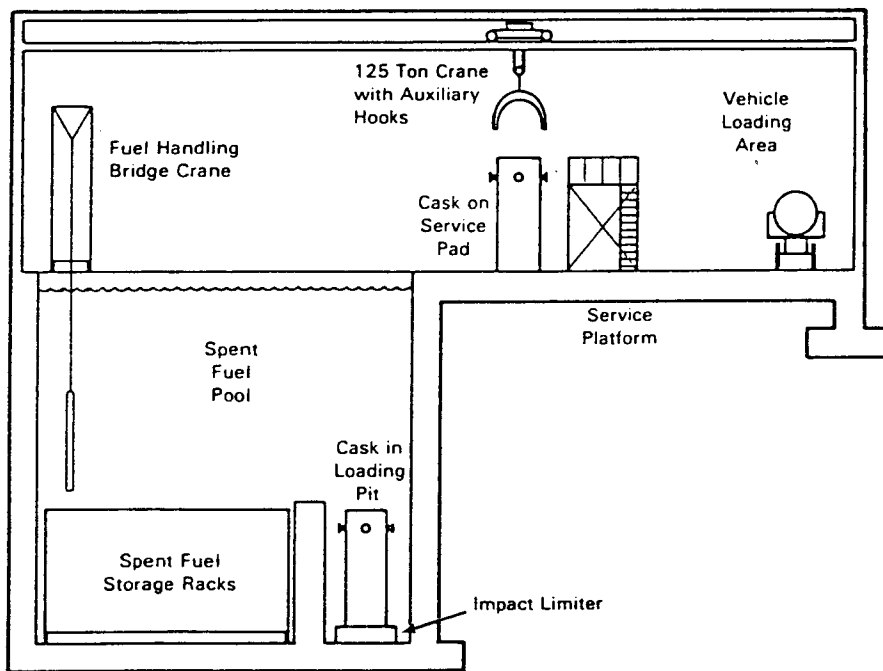 125 Ton Crane
with Auxiliary
Hooks
Vehicle
Loading
Area
Fuel Handling
Bridge Crane
Cask on
Service
Pad
Service
Platform
Spent
Fuel
Pool
Cask in
Loading
Pit
Spent Fuel
Storage Racks
Impact Limiter